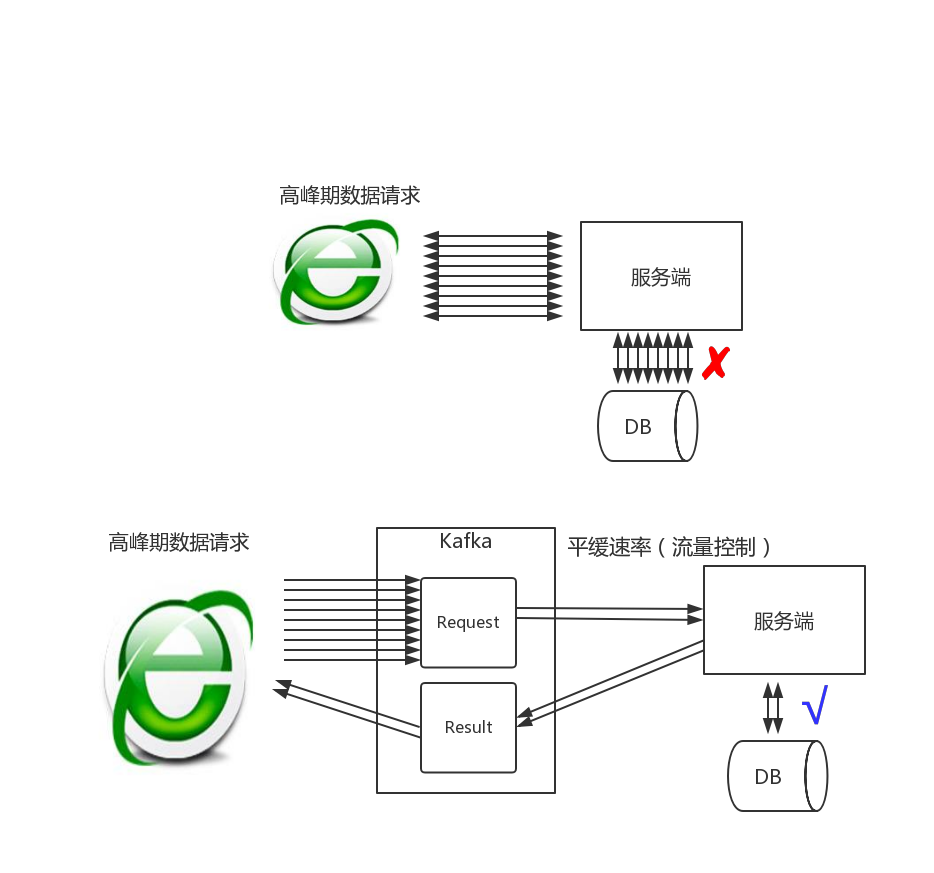 高峰期数据请求
服务端
DB
高峰期数据请求
Kafka
平缓速率（流量控制）
Request
服务端
Result
DB